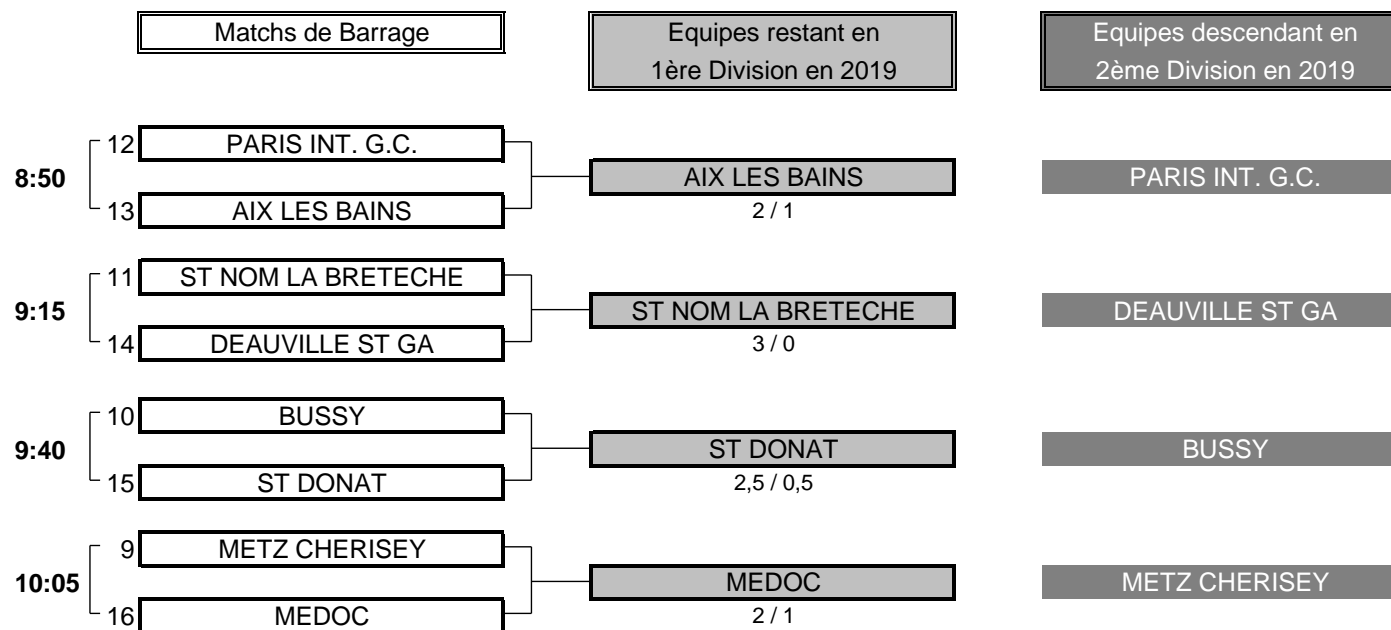 Matchs de Barrage
Equipes restant en
1ère Division en 2019
Equipes descendant en
2ème Division en 2019
8:50
12 PARIS INT. G.C.
13 AIX LES BAINS
AIX LES BAINS
2 / 1
PARIS INT. G.C.
9:15
11 ST NOM LA BRETECHE
14 DEAUVILLE ST GA
ST NOM LA BRETECHE
3 / 0
DEAUVILLE ST GA
9:40
10 BUSSY
15 ST DONAT
ST DONAT
2,5 / 0,5
BUSSY
10:05
9 METZ CHERISEY
16 MEDOC
MEDOC
2 / 1
METZ CHERISEY